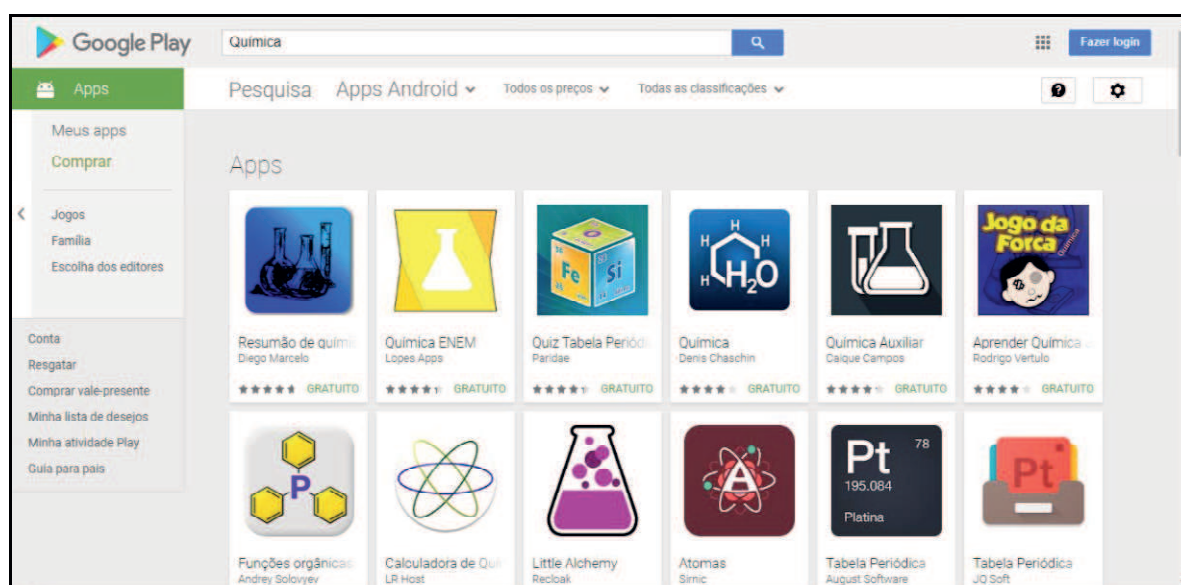 Google Play
Química
Fazer login
Apps
Pesquisa Apps Android Todos os preços Todas as classificações
Meus apps
Comprar
Jogos
Família
Escolha dos editores
Conta
Resgatar
Comprar vale-presente
Minha lista de desejos
Minha atividade Play
Guia para pais
Apps
Fe Si
H H H H₂O
Jogo da Forca Química
Resumão de químic
Diego Marcelo
GRATUITO
Química ENEM
Lopes Apps
GRATUITO
Quiz Tabela Periód
Paridae
GRATUITO
Química
Denis Chaschin
GRATUITO
Química Auxiliar
Caique Campos
GRATUITO
Aprender Química
Rodrigo Vertulo
GRATUITO
P
A
Pt 78
195.084
Platina
Pt
Funções orgânicas
Andrey Solovyev
Calculadora de Qu
LR Host
Little Alchemy
Recloak
Atomas
Sirnic
Tabela Periódica
August Software
Tabela Periódica
JQ Soft